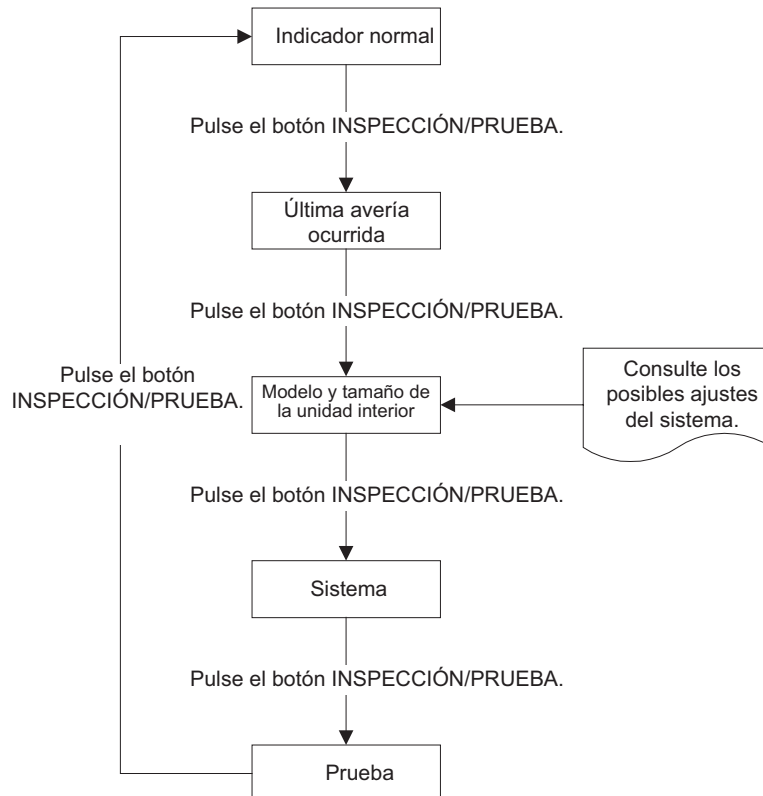 Indicador normal
Pulse el botón INSPECCIÓN/PRUEBA.
Última avería
ocurrida
Pulse el botón INSPECCIÓN/PRUEBA.
Pulse el botón
INSPECCIÓN/PRUEBA.
Modelo y tamaño de
la unidad interior
Consulte los
posibles ajustes
del sistema.
Pulse el botón INSPECCIÓN/PRUEBA.
Sistema
Pulse el botón INSPECCIÓN/PRUEBA.
Prueba